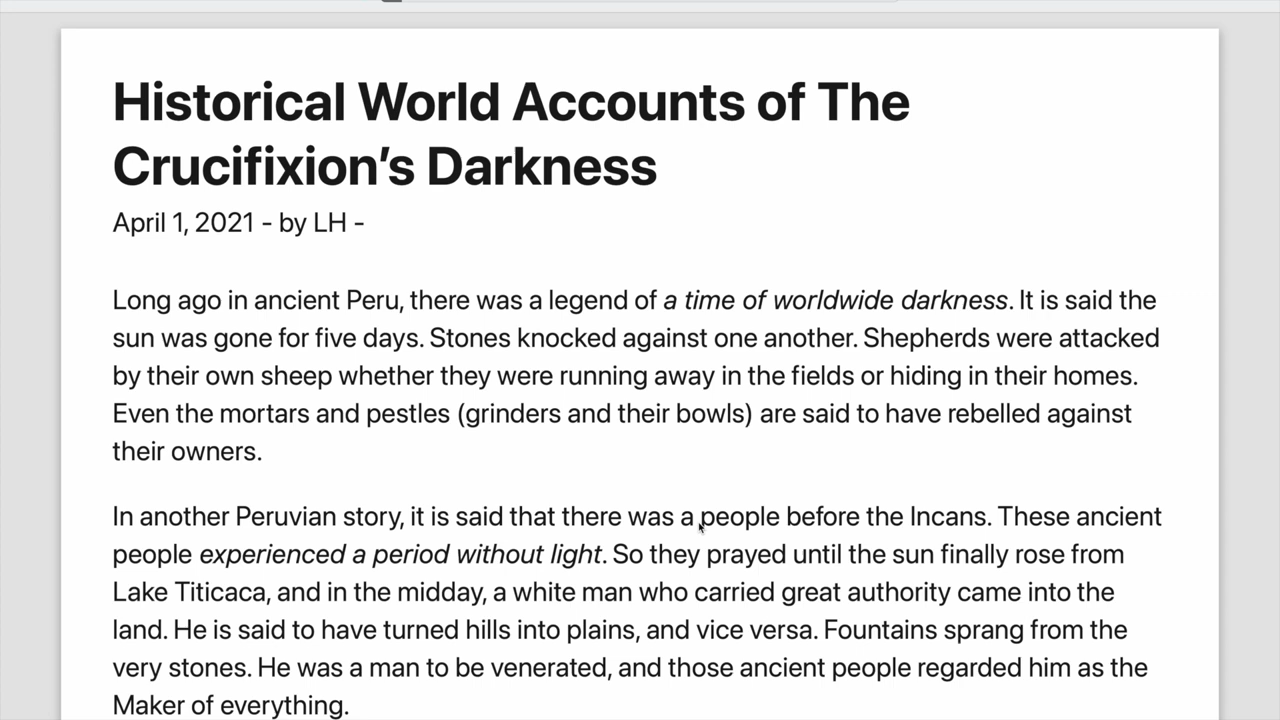 Historical World Accounts of The
Crucifixion’s Darkness
April 1, 2021 - by LH -
Long ago in ancient Peru, there was a legend of a time of worldwide darkness. It is said the
sun was gone for five days. Stones knocked against one another. Shepherds were attacked
by their own sheep whether they were running away in the fields or hiding in their homes.
Even the mortars and pestles (grinders and their bowls) are said to have rebelled against
their owners.
In another Peruvian story, it is said that there was a people before the Incans. These ancient
people experienced a period without light. So they prayed until the sun finally rose from
Lake Titicaca, and in the midday, a white man who carried great authority came into the
land. He is said to have turned hills into plains, and vice versa. Fountains sprang from the
very stones. He was a man to be venerated, and those ancient people regarded him as the
Maker of everything.